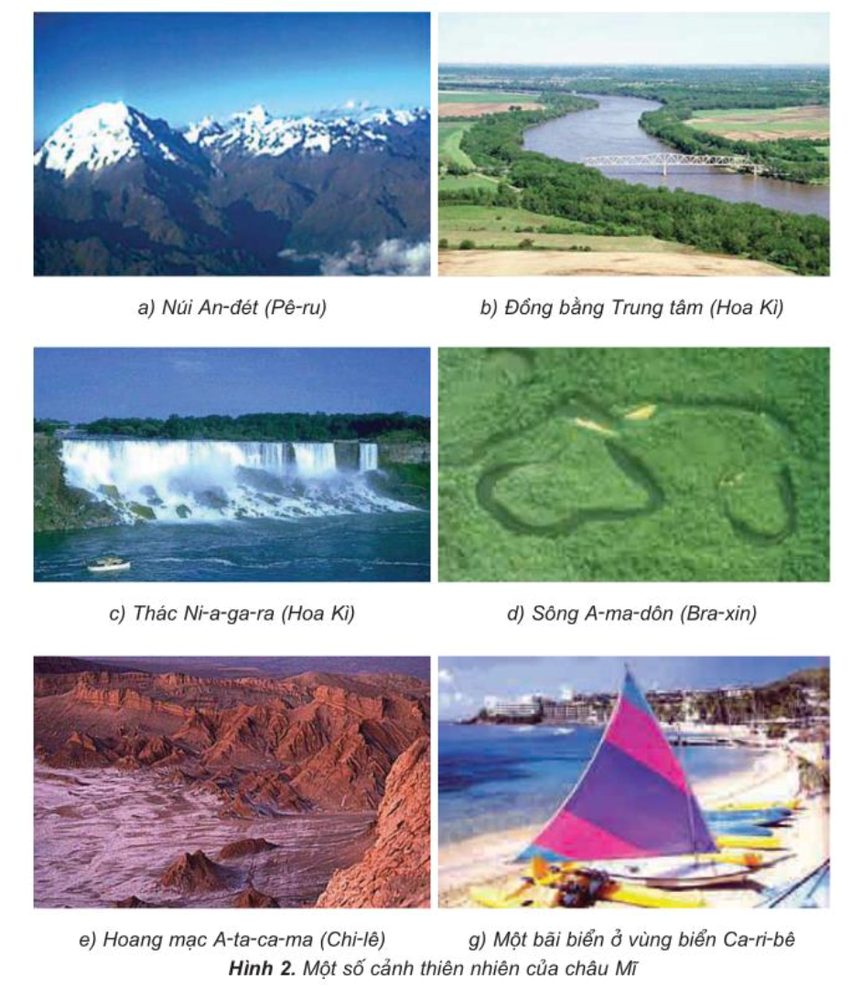 a) Núi An-đét (Pê-ru)
b) Đồng bằng Trung tâm (Hoa Kì)
c) Thác Ni-a-ga-ra (Hoa Kì)
d) Sông A-ma-dôn (Bra-xin)
e) Hoang mạc A-ta-ca-ma (Chi-lê)
g) Một bãi biển ở vùng biển Ca-ri-bê
Hình 2. Một số cảnh thiên nhiên của châu Mĩ